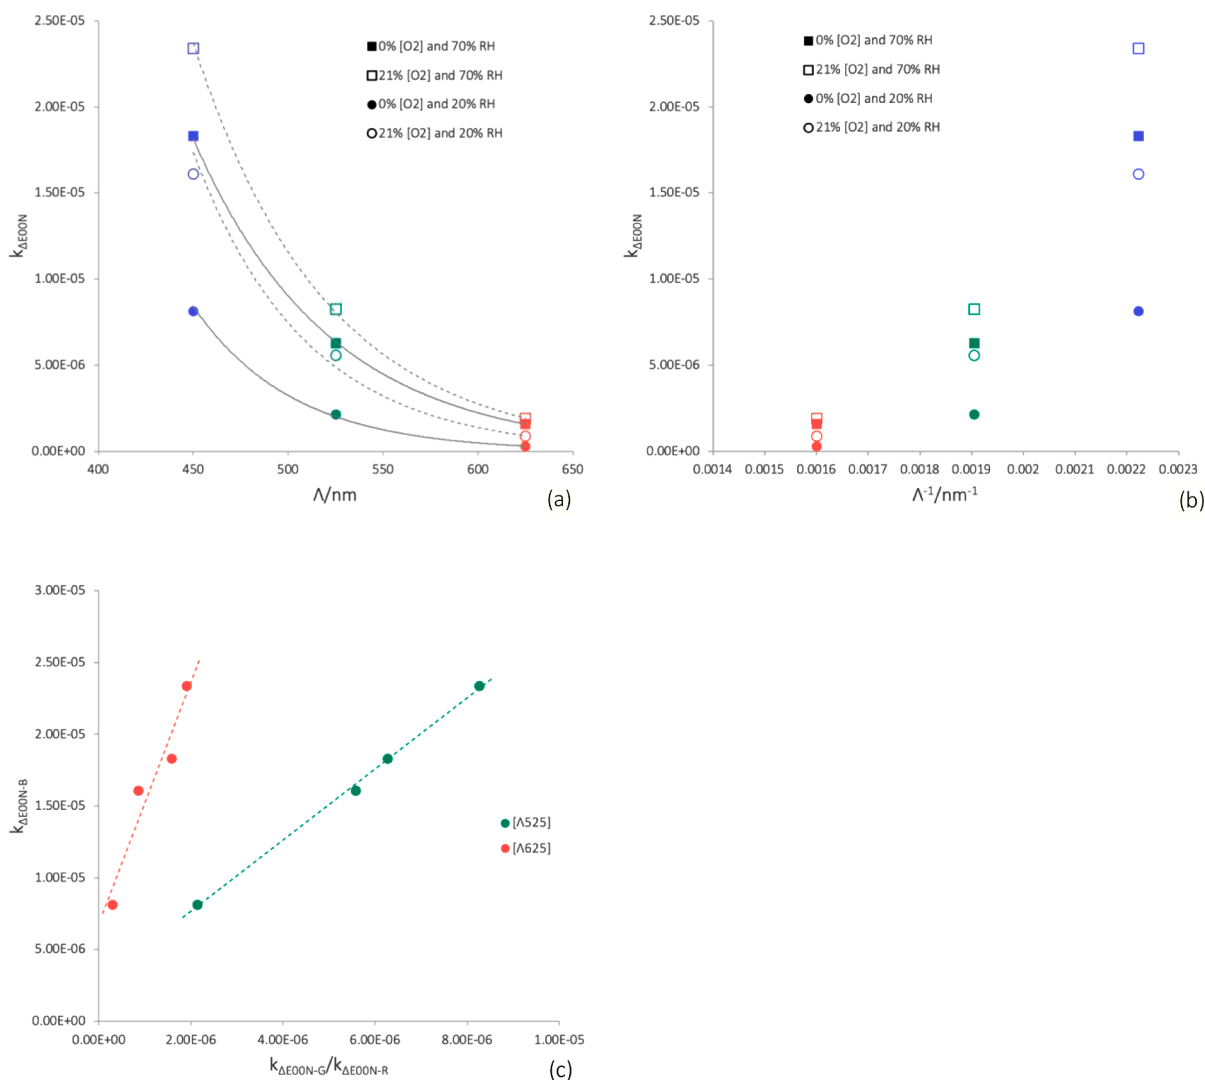 2.50E-05
2.00E-05
1.50E-05
1.00E-05
5.00E-06
0.00E+00
k_ΔE00N
0% [O2] and 70% RH
21% [O2] and 70% RH
0% [O2] and 20% RH
21% [O2] and 20% RH
400 450 500 550 600 650
Λ/nm
(a)
2.50E-05
2.00E-05
1.50E-05
1.00E-05
5.00E-06
0.00E+00
k_ΔE00N
0% [O2] and 70% RH
21% [O2] and 70% RH
0% [O2] and 20% RH
21% [O2] and 20% RH
0.0014 0.0015 0.0016 0.0017 0.0018 0.0019 0.002 0.0021 0.0022 0.0023
Λ⁻¹/nm⁻¹
(b)
3.00E-05
2.50E-05
2.00E-05
1.50E-05
1.00E-05
5.00E-06
0.00E+00
k_ΔE00N-B
[Λ525]
[Λ625]
0.00E+00 2.00E-06 4.00E-06 6.00E-06 8.00E-06 1.00E-05
k_ΔE00N-G/k_ΔE00N-R
(c)